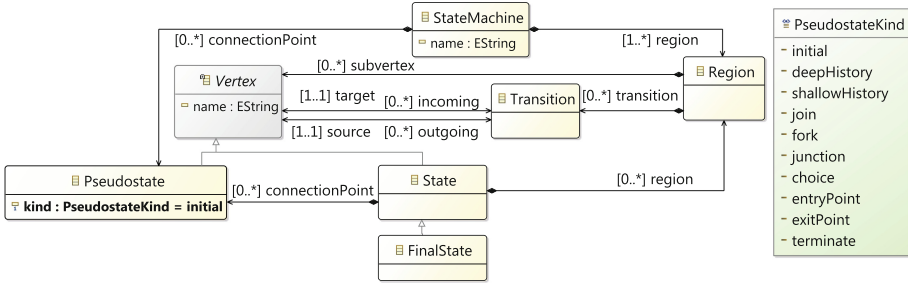 StateMachine
name : EString
[0..*] connectionPoint
[1..*] region
PseudostateKind
initial
deepHistory
shallowHistory
join
fork
junction
choice
entryPoint
exitPoint
terminate
[0..*] subvertex
Vertex
name : EString
Region
[1..1] target
[0..*] incoming
Transition
[0..*] transition
[1..1] source
[0..*] outgoing
Pseudostate
kind : PseudostateKind = initial
[0..*] connectionPoint
State
[0..*] region
FinalState